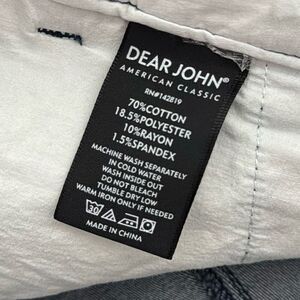 DEAR JOHN®
AMERICAN CLASSIC
RN#142819
70%COTTON
18.5%POLYESTER
10%RAYON
1.5%SPANDEX
MACHINE WASH SEPARATELY
IN COLD WATER
WASH INSIDE OUT
DO NOT BLEACH
TUMBLE DRY LOW
WARM IRON ONLY IF NEEDED
30
MADE IN CHINA